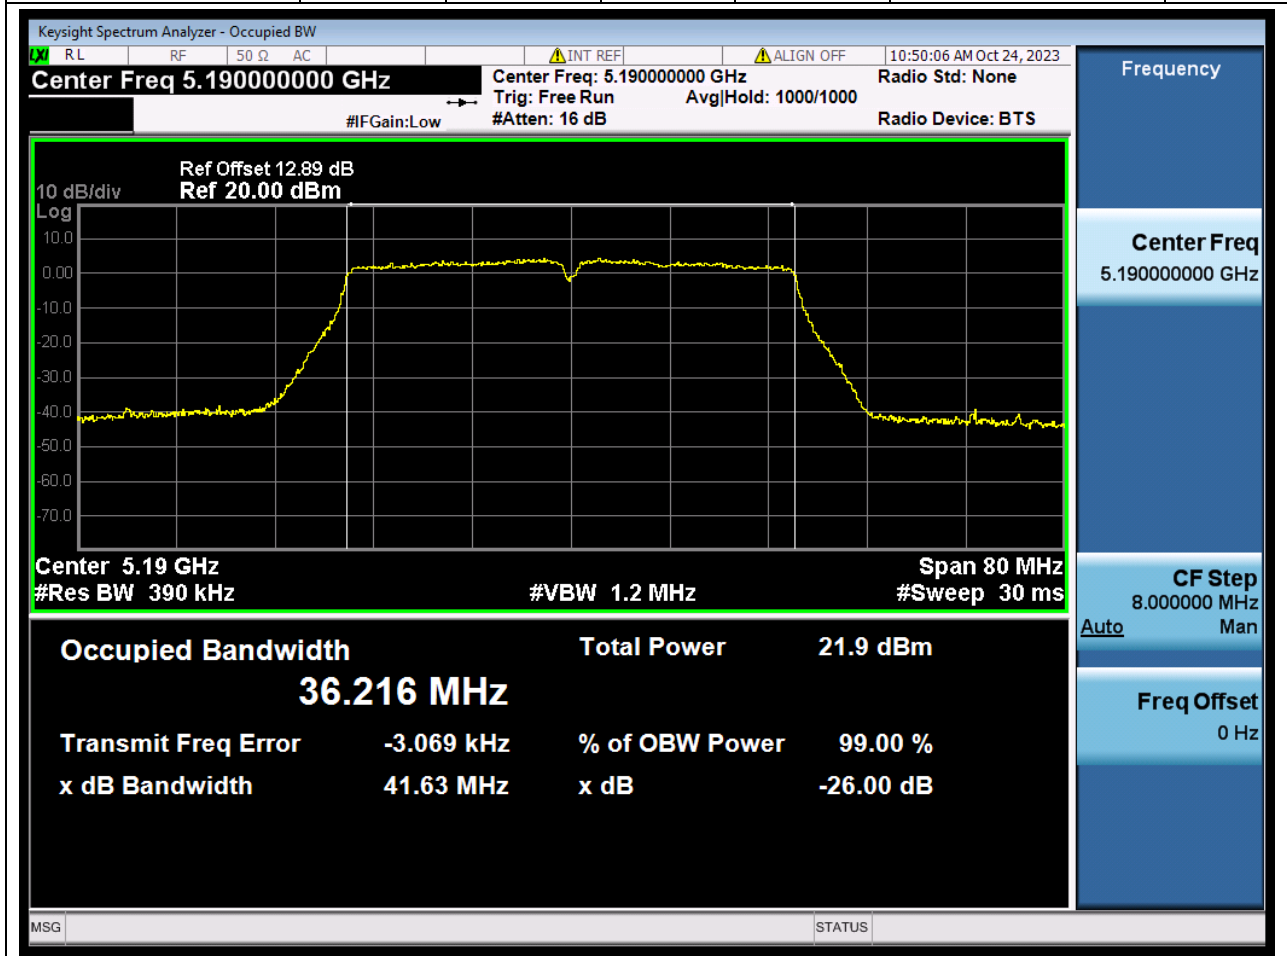 Keysight Spectrum Analyzer - Occupied BW
LXI RL RF 50 Ω AC INT REF ALIGN OFF 10:50:06 AM Oct 24, 2023
Center Freq 5.190000000 GHz
Center Freq: 5.190000000 GHz
Radio Std: None
Trig: Free Run Avg|Hold: 1000/1000
#IFGain:Low
#Atten: 16 dB
Radio Device: BTS
Ref Offset 12.89 dB
10 dB/div Ref 20.00 dBm
Log
10.0
0.00
-10.0
-20.0
-30.0
-40.0
-50.0
-60.0
-70.0
Center 5.19 GHz Span 80 MHz
#Res BW 390 kHz #VBW 1.2 MHz #Sweep 30 ms
Occupied Bandwidth Total Power 21.9 dBm
36.216 MHz
Transmit Freq Error -3.069 kHz % of OBW Power 99.00 %
x dB Bandwidth 41.63 MHz x dB -26.00 dB
MSG STATUS
Frequency
Center Freq
5.190000000 GHz
CF Step
8.000000 MHz
Auto Man
Freq Offset
0 Hz